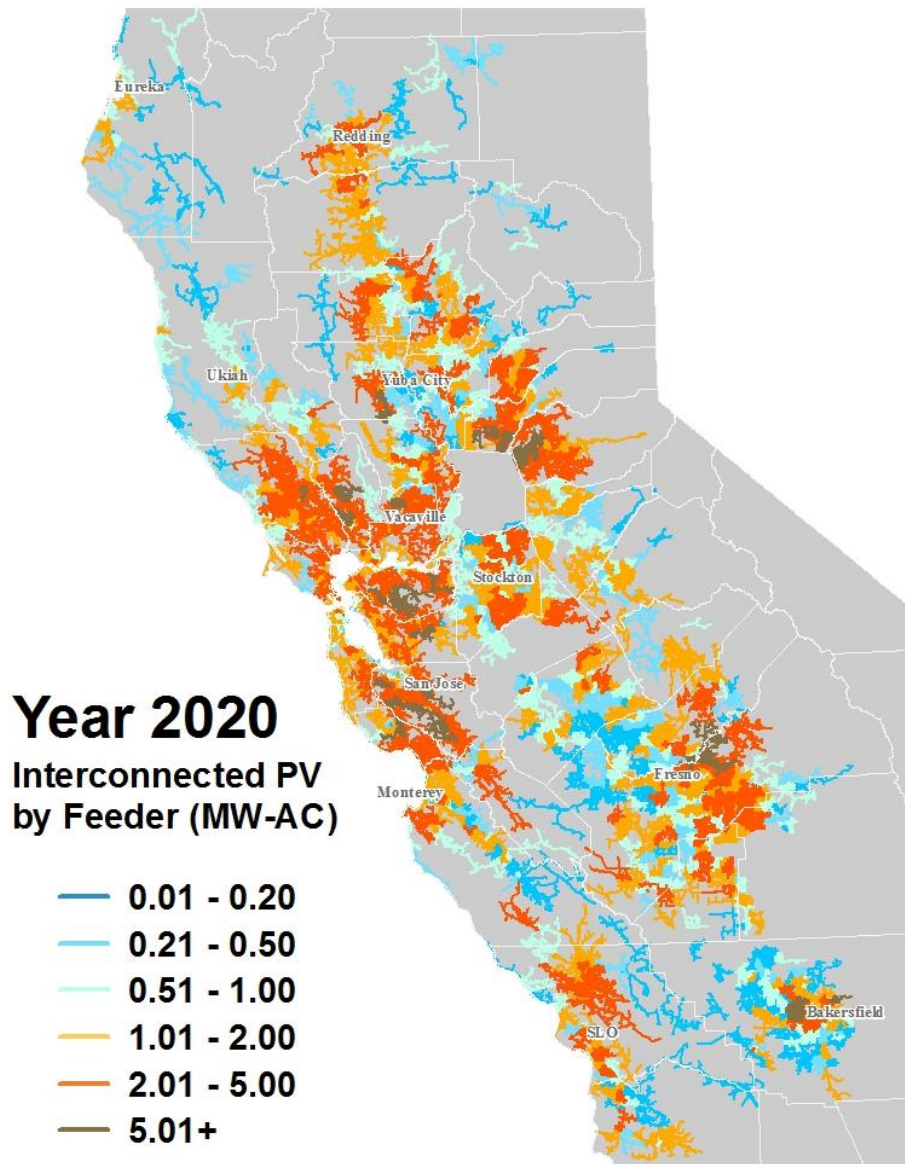 Eureka
Redding
Ukiah
Yuba City
Vacaville
Stockton
San Jose
Fresno
Monterey
Bakersfield
SLO
Year 2020
Interconnected PV
by Feeder (MW-AC)
0.01 - 0.20
0.21 - 0.50
0.51 - 1.00
1.01 - 2.00
2.01 - 5.00
5.01+